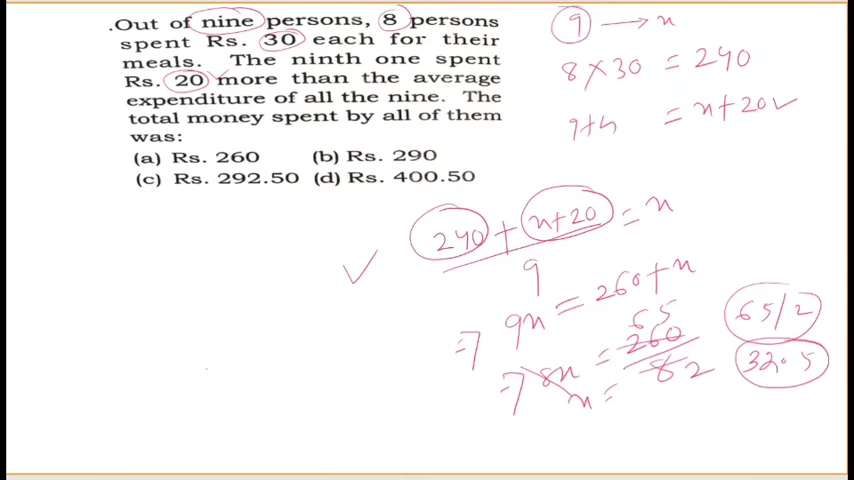 .Out of nine persons, 8 persons
spent Rs. 30 each for their
meals. The ninth one spent
Rs. 20 more than the average
expenditure of all the nine. The
total money spent by all of them
was:
(a) Rs. 260 (b) Rs. 290
(c) Rs. 292.50 (d) Rs. 400.50
9 → x
8 × 30 = 240
9th = x + 20 ✓
240 + x + 20 = x
9
⇒ 9x = 260 + x
65
⇒ 8x = 260
8 2
x =
65/2
32.5